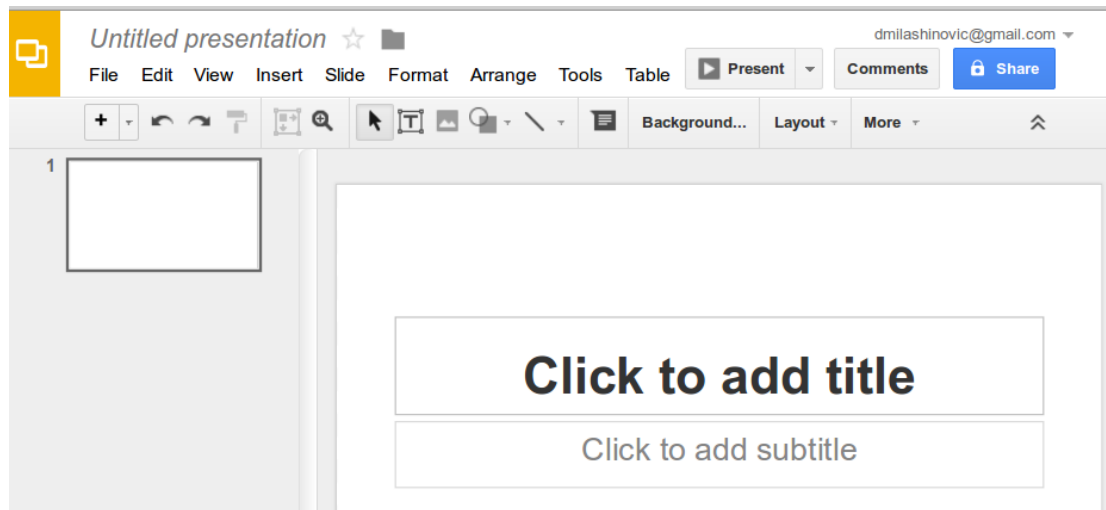 Untitled presentation
dmilashinovic@gmail.com
File Edit View Insert Slide Format Arrange Tools Table Present Comments Share
Background... Layout More
1
Click to add title
Click to add subtitle